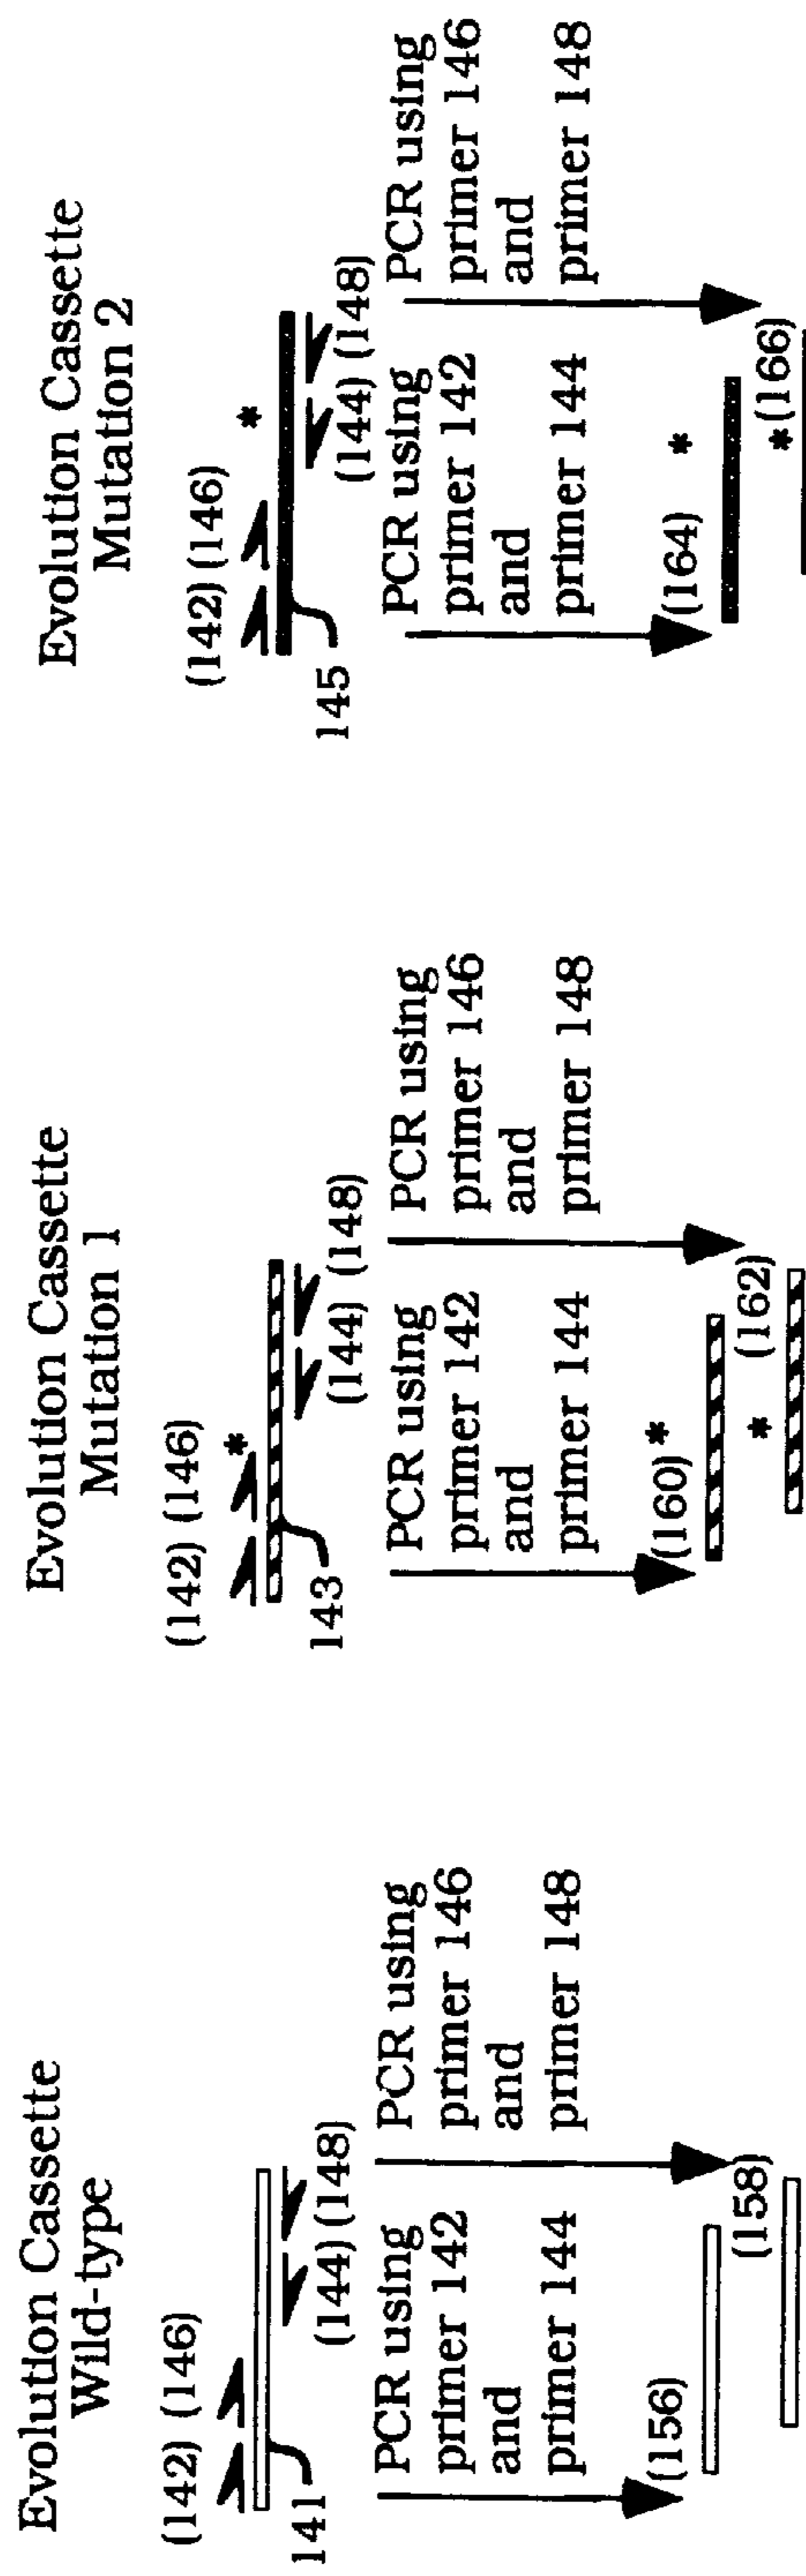 Evolution Cassette
Wild-type
(142) (146)
141
(144) (148)
PCR using
primer 142
and
primer 144
PCR using
primer 146
and
primer 148
(156)
(158)
Evolution Cassette
Mutation 1
(142) (146)
*
143
(144) (148)
PCR using
primer 142
and
primer 144
PCR using
primer 146
and
primer 148
(160) *
* (162)
Evolution Cassette
Mutation 2
(142) (146)
*
145
(144) (148)
PCR using
primer 142
and
primer 144
PCR using
primer 146
and
primer 148
(164) *
* (166)